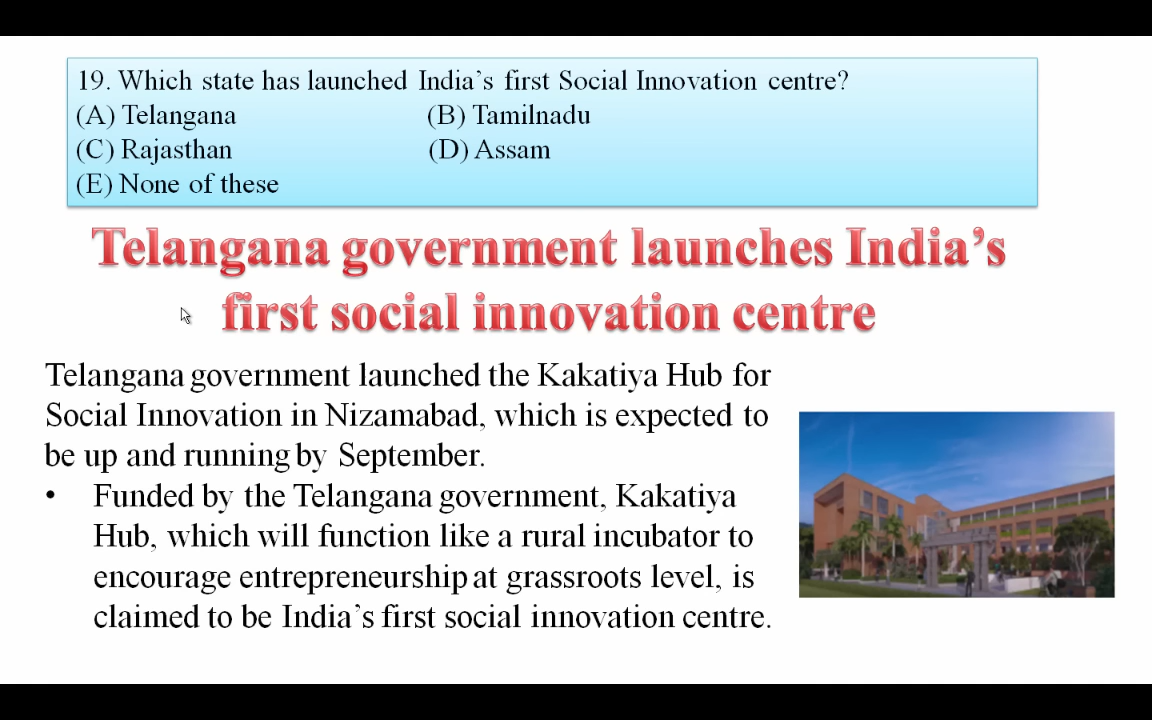 19. Which state has launched India’s first Social Innovation centre?
(A) Telangana (B) Tamilnadu
(C) Rajasthan (D) Assam
(E) None of these
Telangana government launches India’s
first social innovation centre
Telangana government launched the Kakatiya Hub for
Social Innovation in Nizamabad, which is expected to
be up and running by September.
• Funded by the Telangana government, Kakatiya
Hub, which will function like a rural incubator to
encourage entrepreneurship at grassroots level, is
claimed to be India’s first social innovation centre.